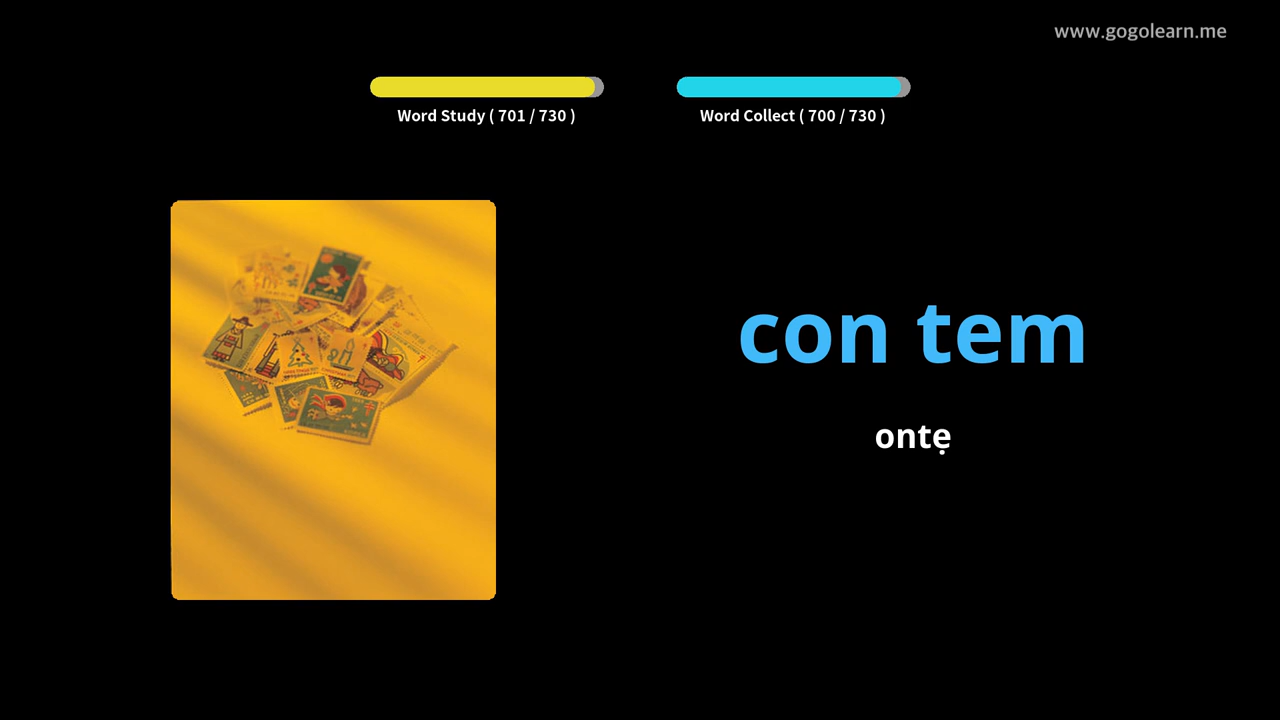 www.gogolearn.me
Word Study ( 701 / 730 )
Word Collect ( 700 / 730 )
con tem
ontẹ